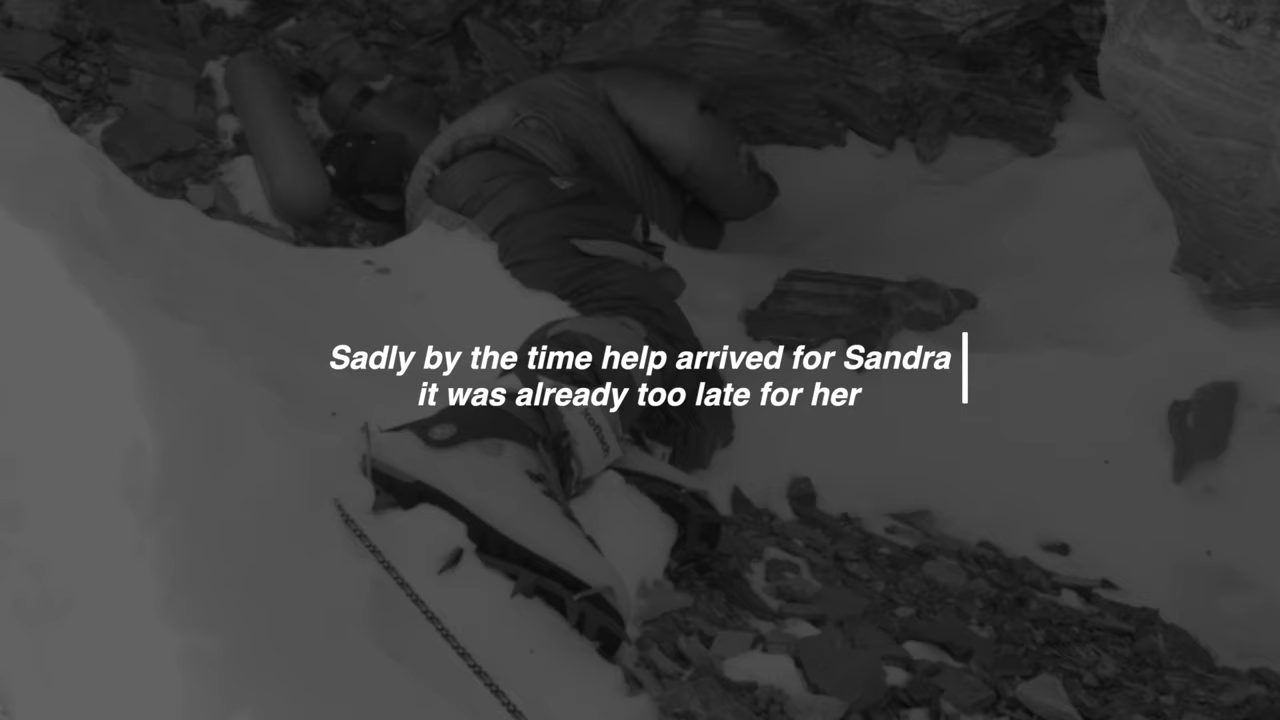 Sadly by the time help arrived for Sandra
it was already too late for her